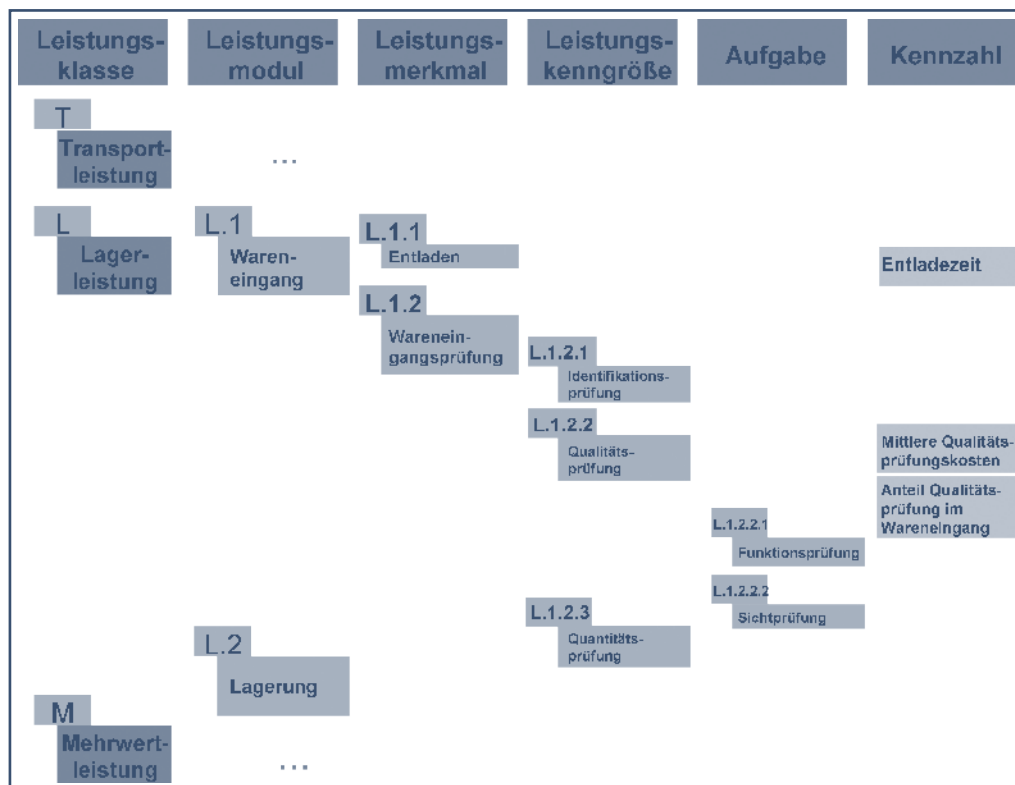 Leistungs-
klasse
Leistungs-
modul
Leistungs-
merkmal
Leistungs-
kenngröße
Aufgabe
Kennzahl
T
Transport-
leistung
...
L
Lager-
leistung
L.1
Waren-
eingang
L.1.1
Entladen
Entladezeit
L.1.2
Warenein-
gangsprüfung
L.1.2.1
Identifikations-
prüfung
L.1.2.2
Qualitäts-
prüfung
Mittlere Qualitäts-
prüfungskosten
Anteil Qualitäts-
prüfung im
Wareneingang
L.1.2.2.1
Funktionsprüfung
L.1.2.2.2
Sichtprüfung
L.1.2.3
Quantitäts-
prüfung
L.2
Lagerung
M
Mehrwert-
leistung
...